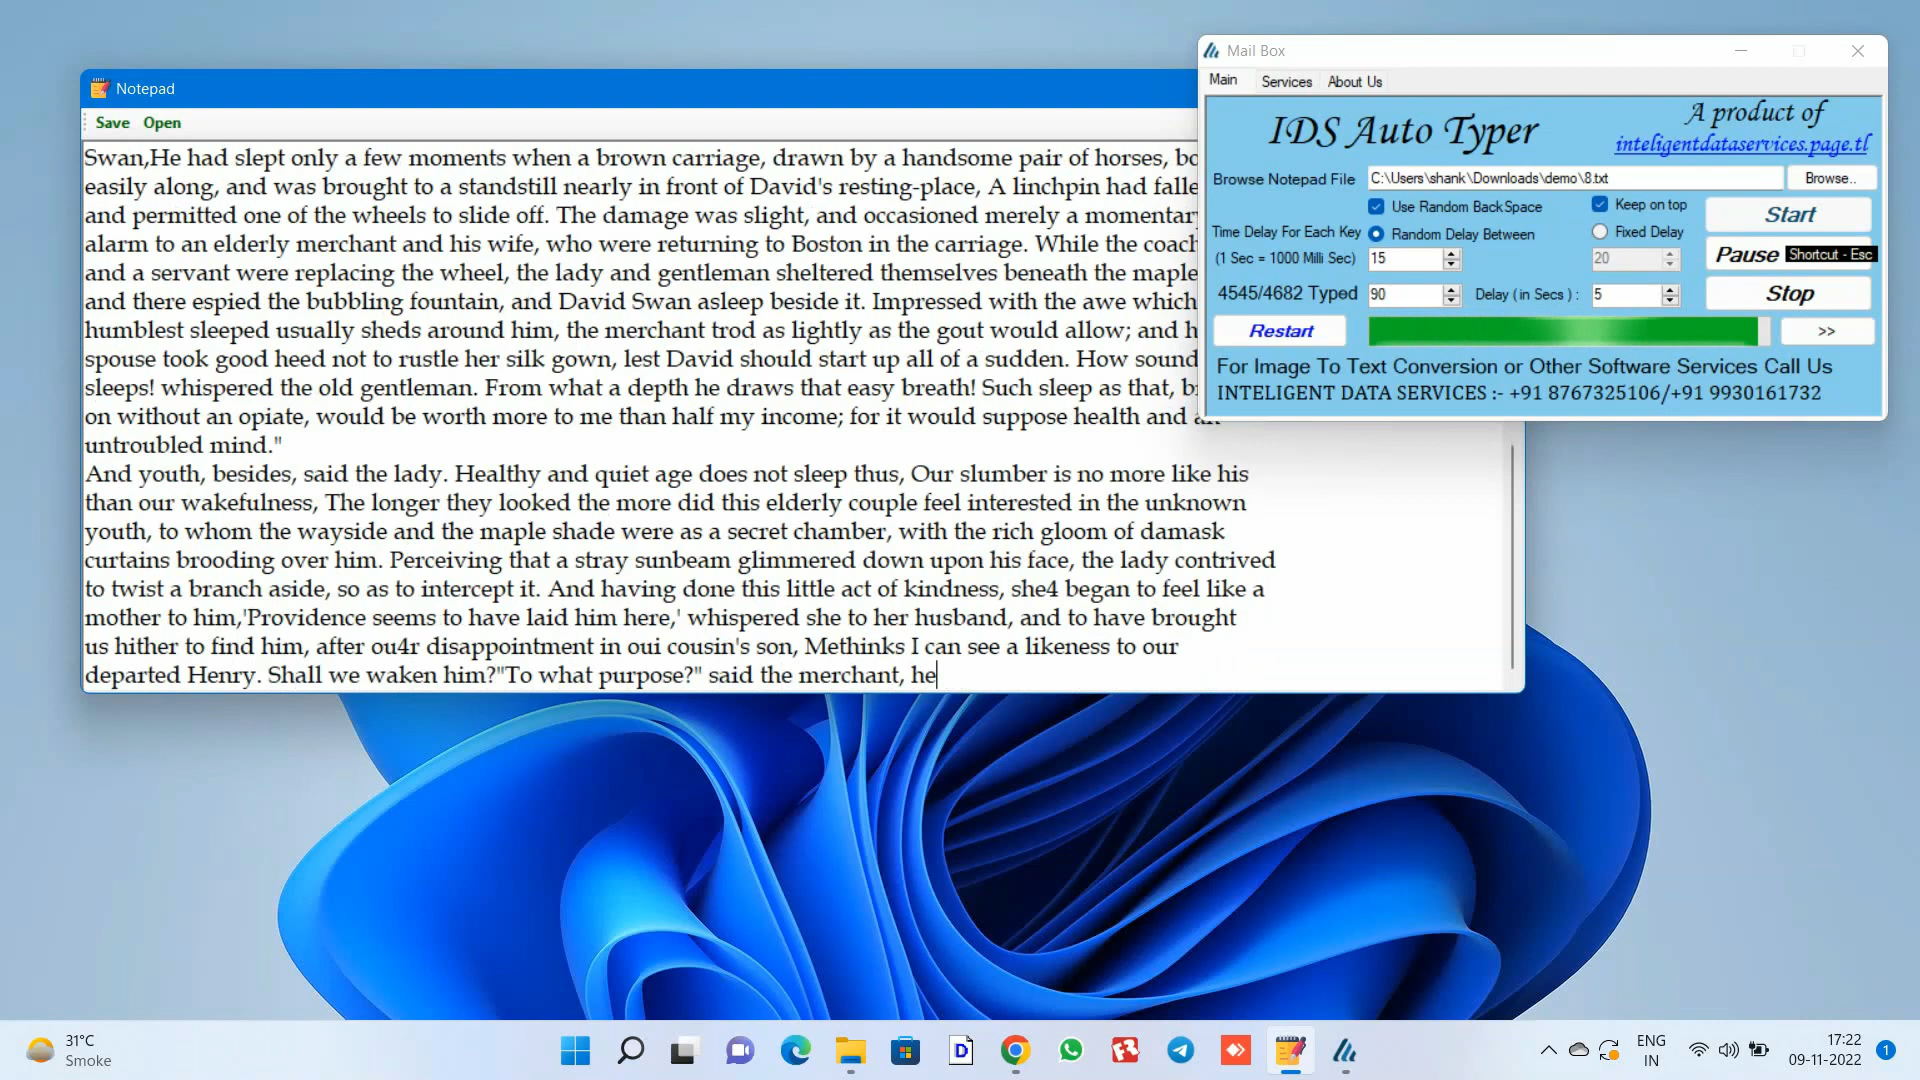 Notepad
Save Open
Swan,He had slept only a few moments when a brown carriage, drawn by a handsome pair of horses,
easily along, and was brought to a standstill nearly in front of David's resting-place, A linchpin had
and permitted one of the wheels to slide off. The damage was slight, and occasioned merely a momentary
alarm to an elderly merchant and his wife, who were returning to Boston in the carriage. While the
and a servant were replacing the wheel, the lady and gentleman sheltered themselves beneath the maple
and there espied the bubbling fountain, and David Swan asleep beside it. Impressed with the awe which
humblest sleeped usually sheds around him, the merchant trod as lightly as the gout would allow; and
spouse took good heed not to rustle her silk gown, lest David should start up all of a sudden. How
sleeps! whispered the old gentleman. From what a depth he draws that easy breath! Such sleep as that,
on without an opiate, would be worth more to me than half my income; for it would suppose health and an
untroubled mind."
And youth, besides, said the lady. Healthy and quiet age does not sleep thus, Our slumber is no more like his
than our wakefulness, The longer they looked the more did this elderly couple feel interested in the unknown
youth, to whom the wayside and the maple shade were as a secret chamber, with the rich gloom of damask
curtains brooding over him. Perceiving that a stray sunbeam glimmered down upon his face, the lady contrived
to twist a branch aside, so as to intercept it. And having done this little act of kindness, she4 began to feel like a
mother to him,'Providence seems to have laid him here,' whispered she to her husband, and to have brought
us hither to find him, after ou4r disappointment in oui cousin's son, Methinks I can see a likeness to our
departed Henry. Shall we waken him?"To what purpose?" said the merchant, he
Mail Box
Main Services About Us
IDS Auto Typer
A product of
inteligentdataservices.page.tl
Browse Notepad File C:\Users\shank\Downloads\demo\8.txt Browse..
Use Random BackSpace Keep on top Start
Time Delay For Each Key Random Delay Between Fixed Delay
(1 Sec = 1000 Milli Sec) 15 20 Pause Shortcut - Esc
4545/4682 Typed 90 Delay ( in Secs ) : 5 Stop
Restart >>
For Image To Text Conversion or Other Software Services Call Us
INTELIGENT DATA SERVICES :- +91 8767325106/+91 9930161732
31°C
Smoke
ENG
IN
17:22
09-11-2022
1